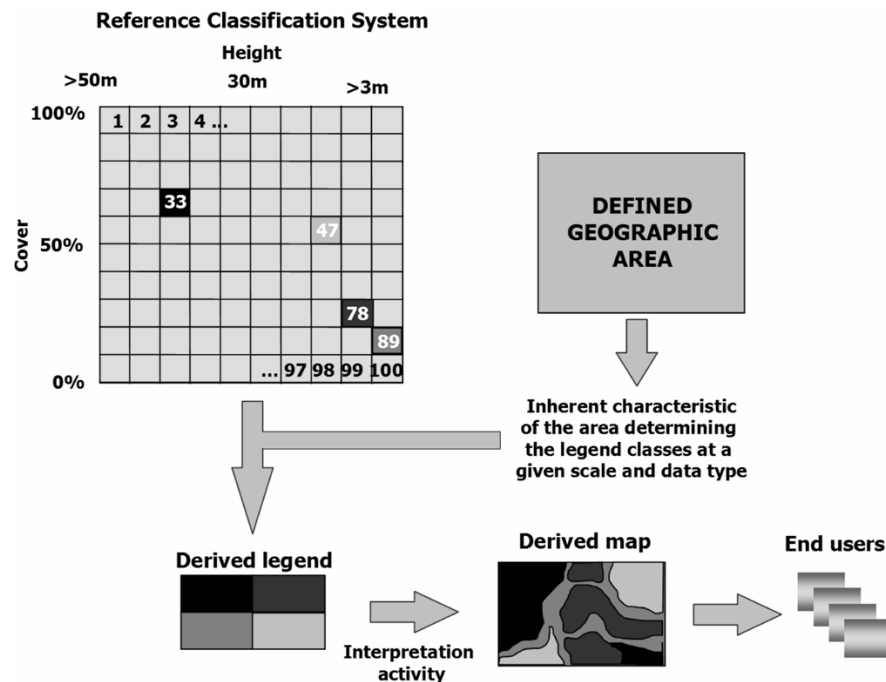 Reference Classification System
Height
>50m 30m >3m
100%
1 2 3 4 ...
33
DEFINED
GEOGRAPHIC
AREA
47
Cover
50%
78
89
... 97 98 99 100
0%
Inherent characteristic
of the area determining
the legend classes at a
given scale and data type
Derived legend
Derived map
End users
Interpretation
activity